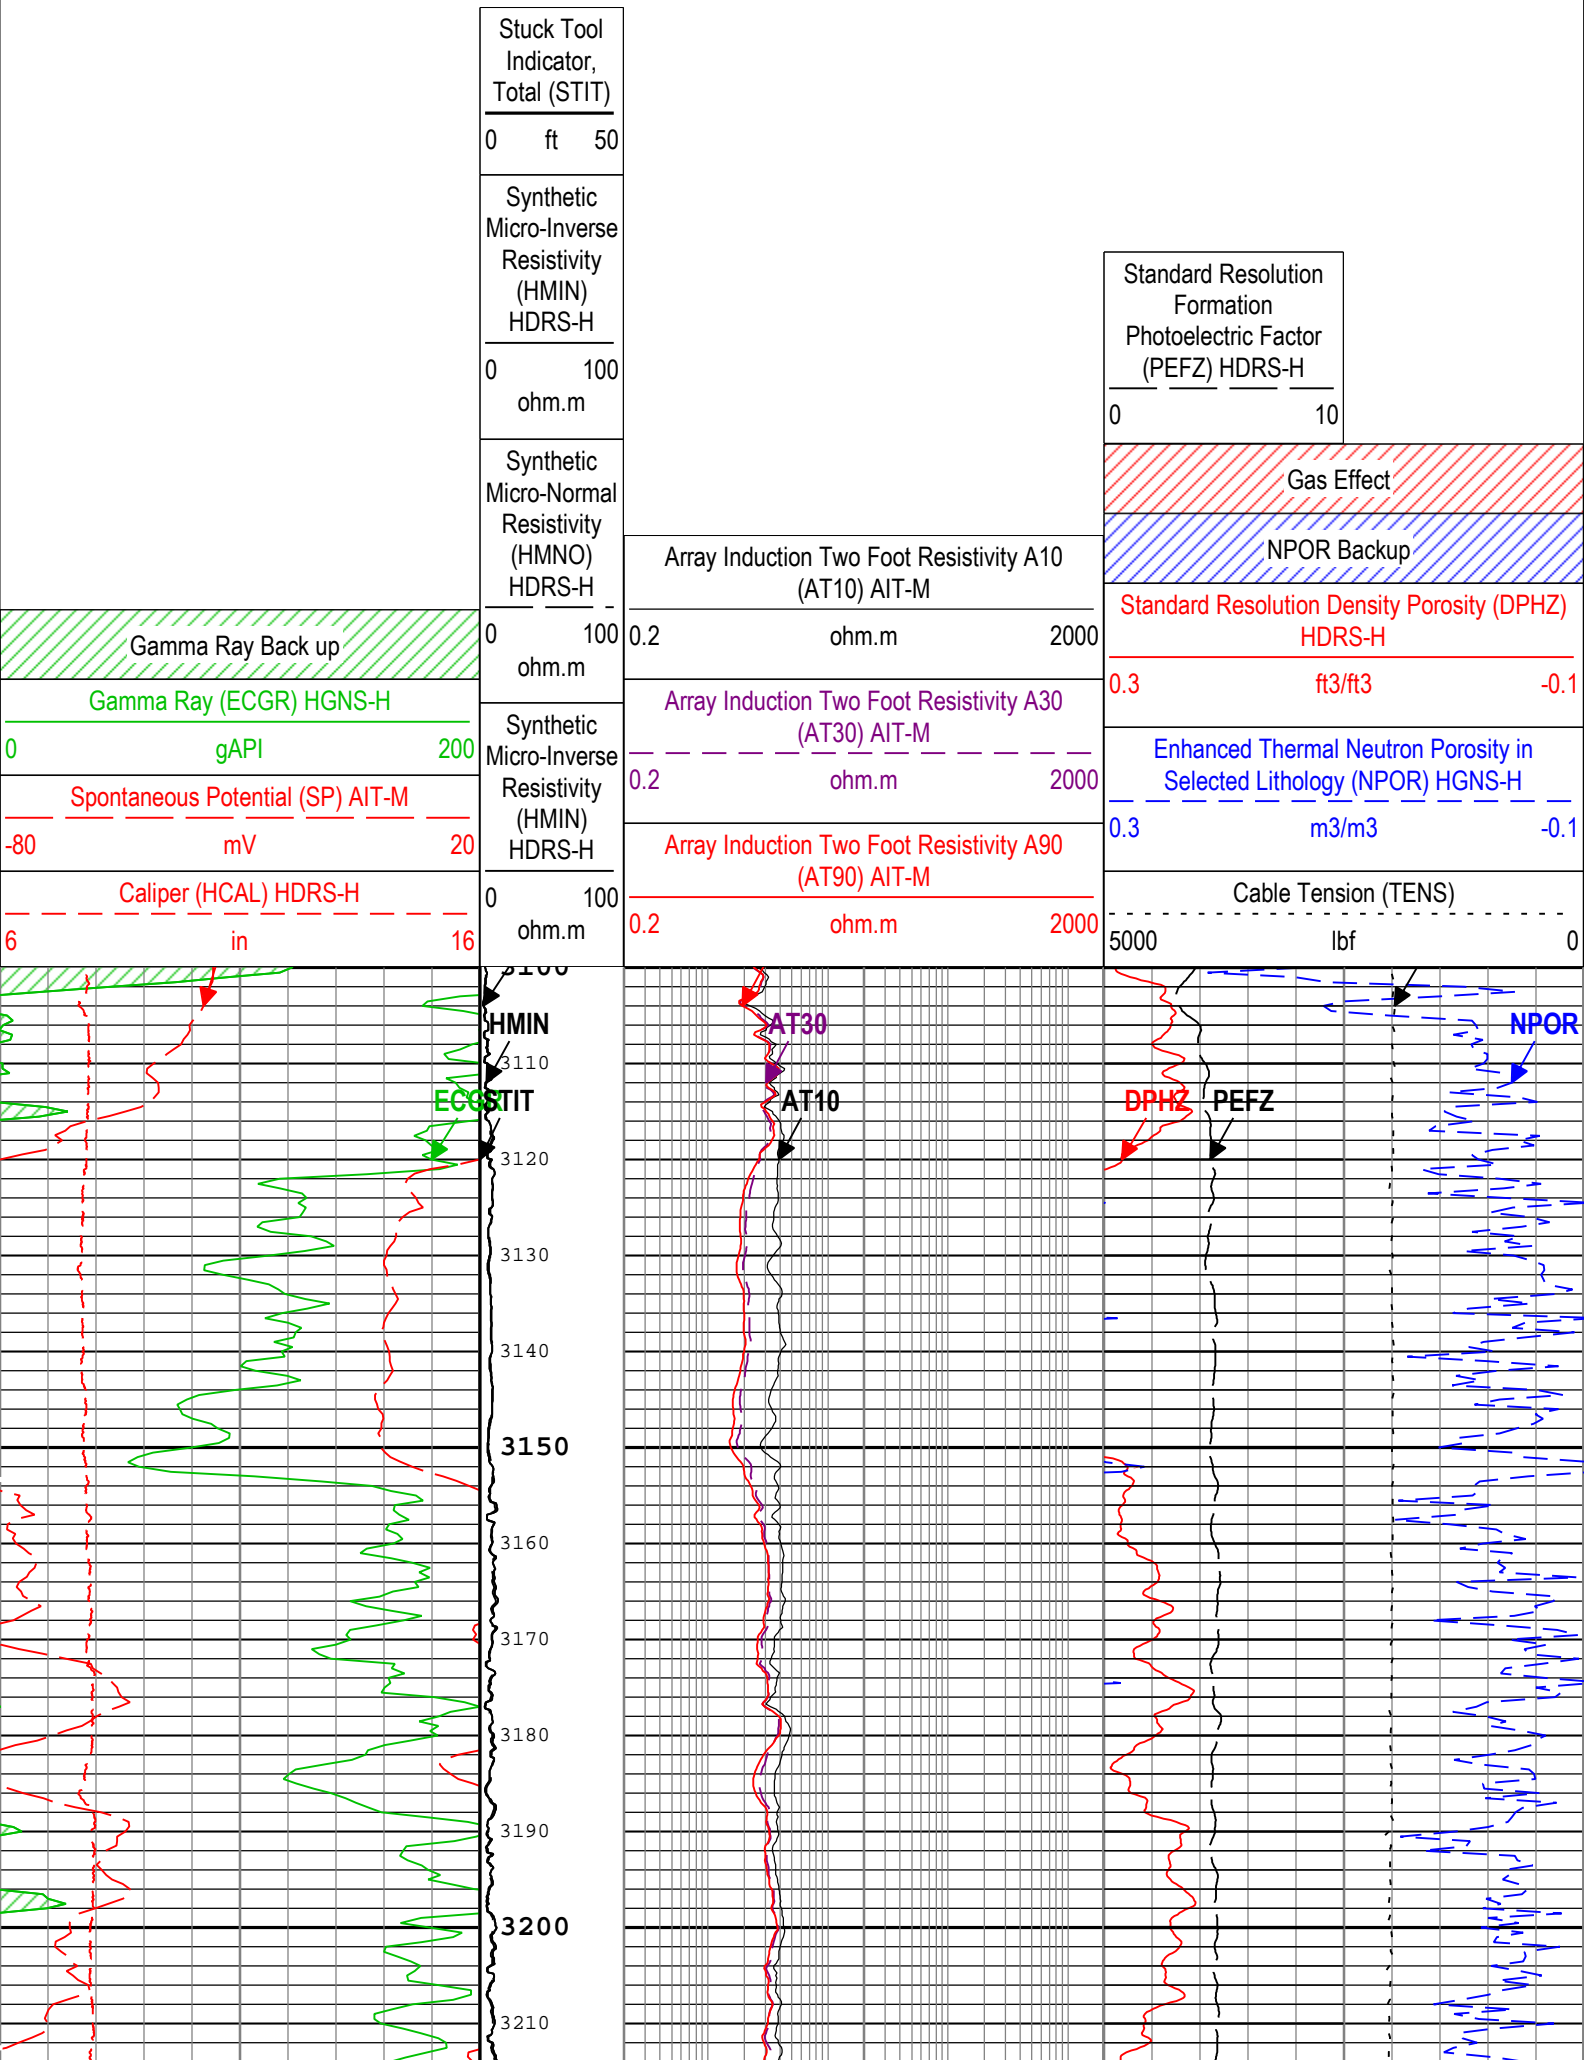 Stuck Tool
Indicator,
Total (STIT)
0 ft 50
Synthetic
Micro-Inverse
Resistivity
(HMIN)
HDRS-H
0 100
ohm.m
Synthetic
Micro-Normal
Resistivity
(HMNO)
HDRS-H
0 100
ohm.m
Synthetic
Micro-Inverse
Resistivity
(HMIN)
HDRS-H
0 100
ohm.m
Gamma Ray Back up
Gamma Ray (ECGR) HGNS-H
0 gAPI 200
Spontaneous Potential (SP) AIT-M
-80 mV 20
Caliper (HCAL) HDRS-H
6 in 16
Array Induction Two Foot Resistivity A10
(AT10) AIT-M
0.2 ohm.m 2000
Array Induction Two Foot Resistivity A30
(AT30) AIT-M
0.2 ohm.m 2000
Array Induction Two Foot Resistivity A90
(AT90) AIT-M
0.2 ohm.m 2000
Standard Resolution
Formation
Photoelectric Factor
(PEFZ) HDRS-H
0 10
Gas Effect
NPOR Backup
Standard Resolution Density Porosity (DPHZ)
HDRS-H
0.3 ft3/ft3 -0.1
Enhanced Thermal Neutron Porosity in
Selected Lithology (NPOR) HGNS-H
0.3 m3/m3 -0.1
Cable Tension (TENS)
5000 lbf 0
3100
HMIN AT30 NPOR
3110
ECGR STIT AT10 DPHZ PEFZ
3120
3130
3140
3150
3160
3170
3180
3190
3200
3210